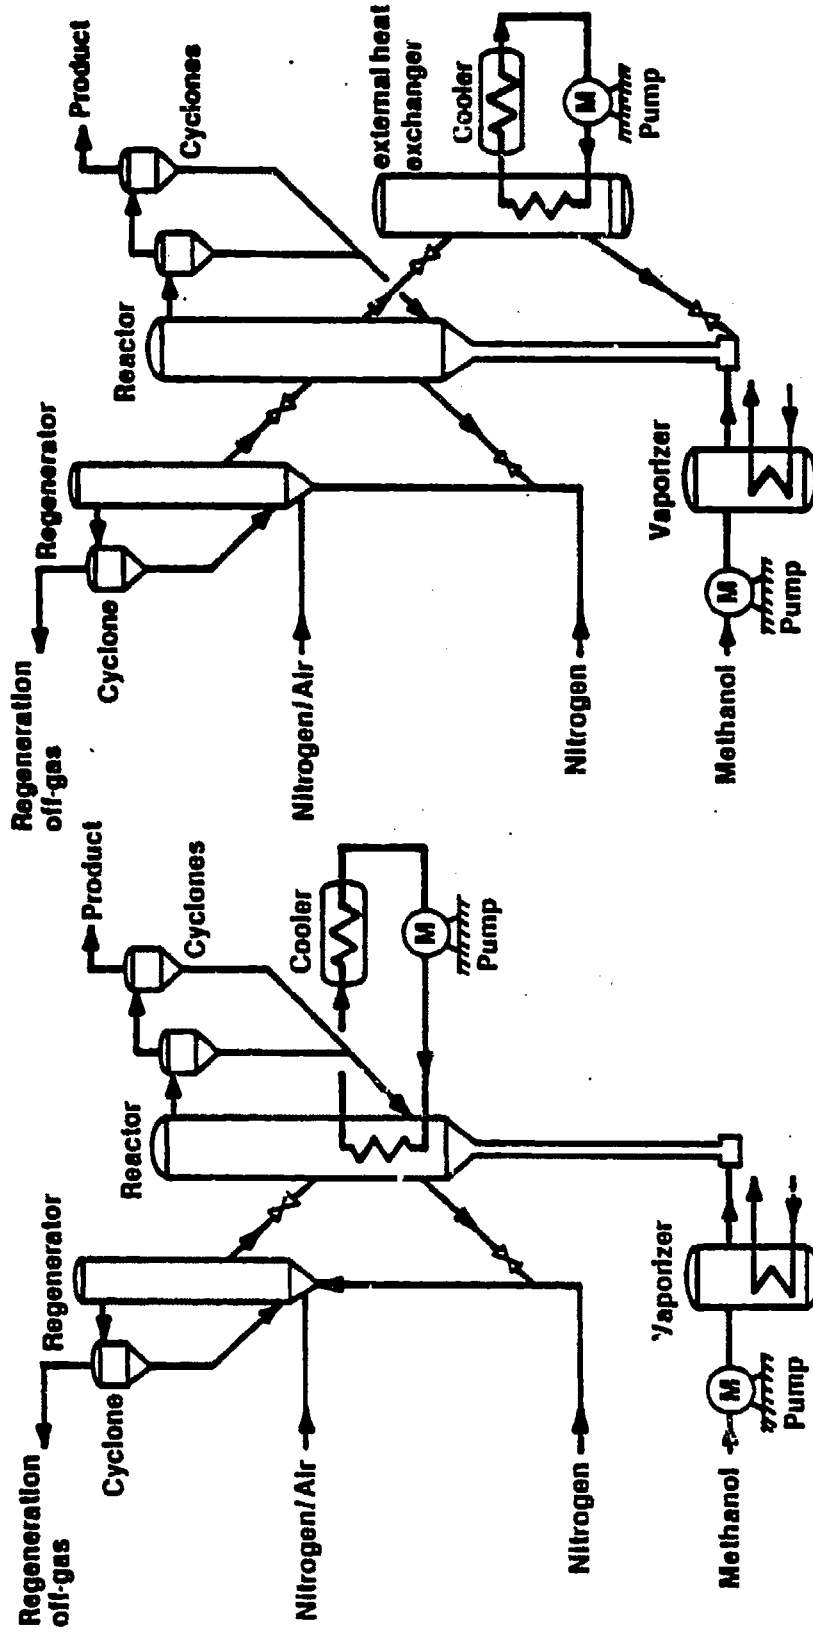 Regeneration
off-gas
Regenerator
Cyclone
Reactor
Product
Cyclones
Cooler
M
Pump
Nitrogen/Air
Nitrogen
Vaporizer
Methanol
M
Pump
Regeneration
off-gas
Regenerator
Cyclone
Reactor
Product
Cyclones
external heat
exchanger
Cooler
M
Pump
Nitrogen/Air
Nitrogen
Vaporizer
Methanol
M
Pump